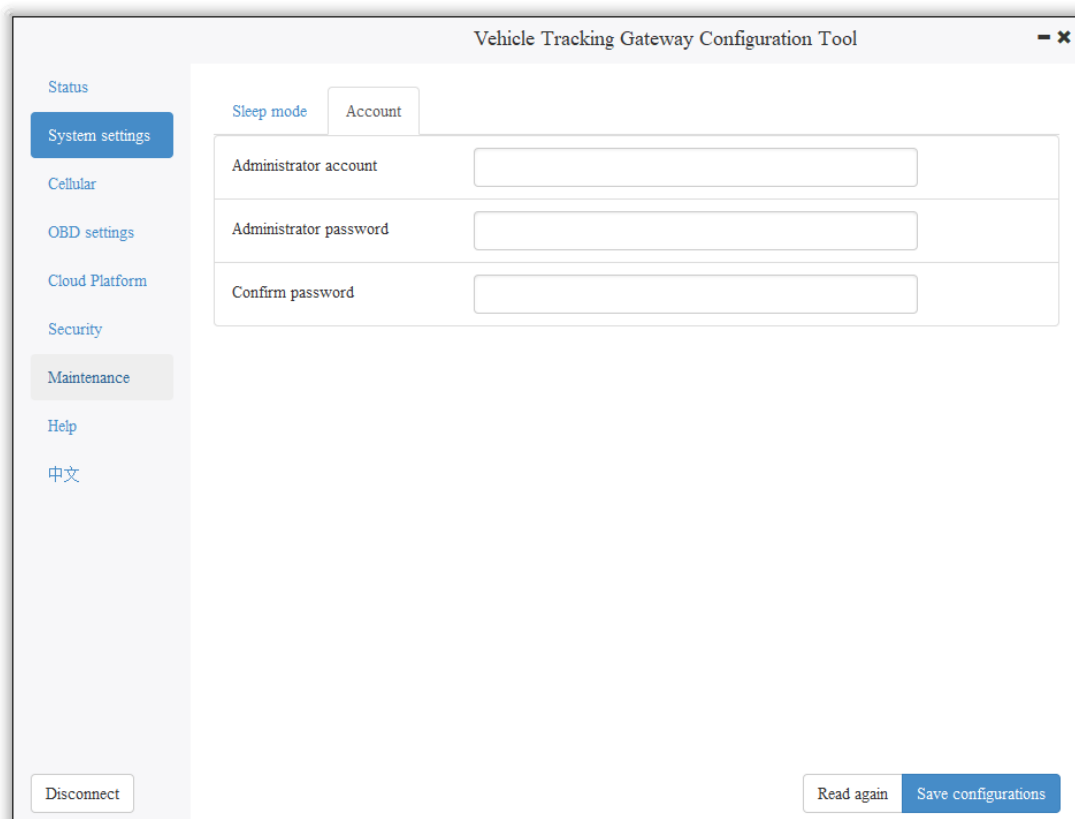 Vehicle Tracking Gateway Configuration Tool
Status
System settings
Cellular
OBD settings
Cloud Platform
Security
Maintenance
Help
中文
Disconnect
Sleep mode
Account
Administrator account
Administrator password
Confirm password
Read again
Save configurations